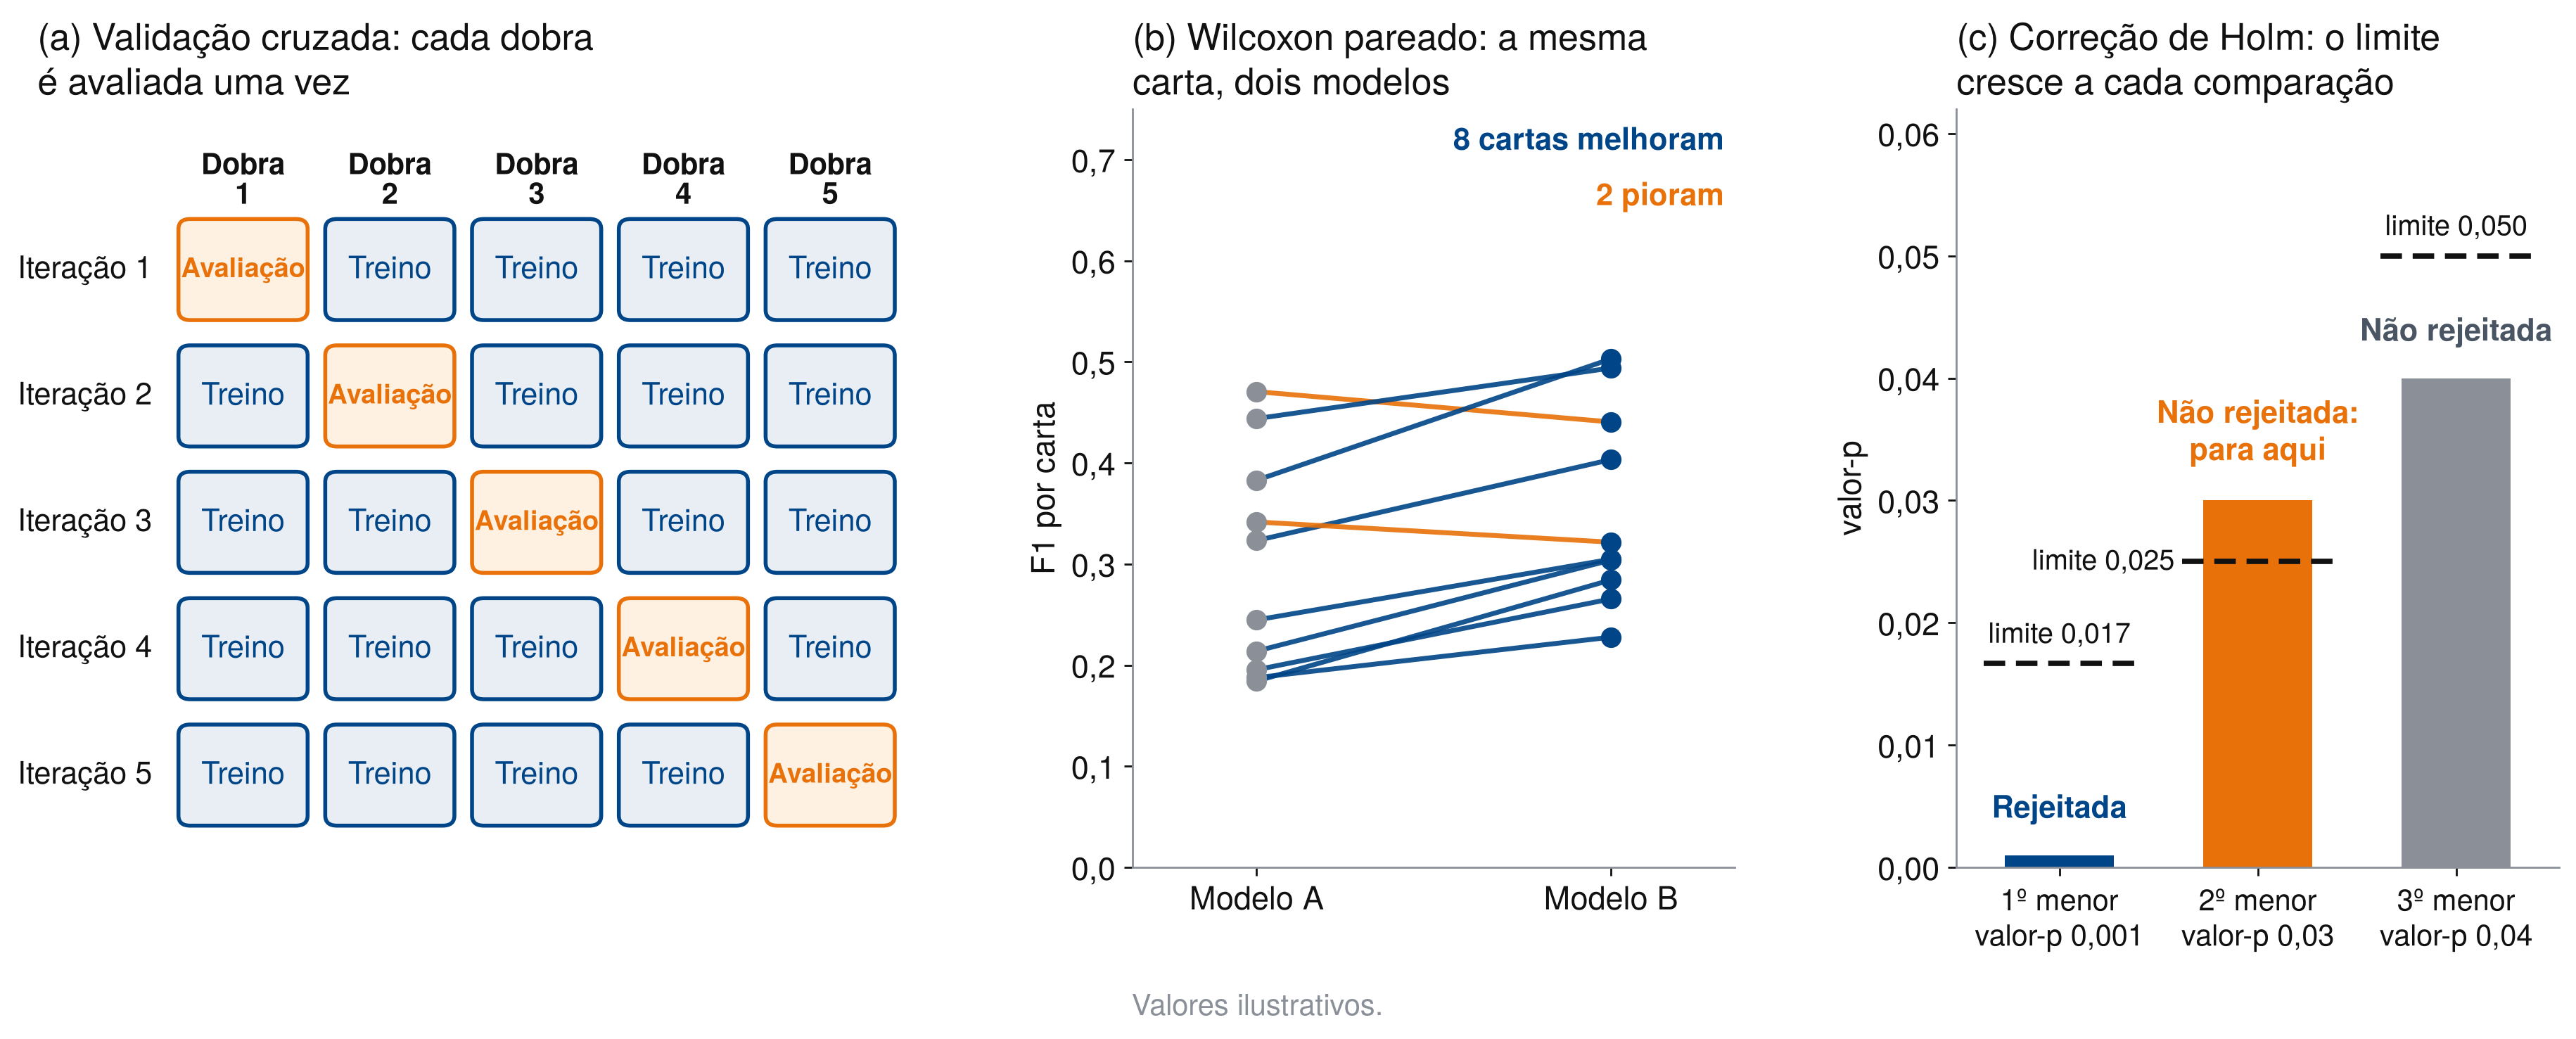 (a) Validação cruzada: cada dobra
é avaliada uma vez
Dobra 1
Dobra 2
Dobra 3
Dobra 4
Dobra 5
Iteração 1
Avaliação
Treino
Treino
Treino
Treino
Iteração 2
Treino
Avaliação
Treino
Treino
Treino
Iteração 3
Treino
Treino
Avaliação
Treino
Treino
Iteração 4
Treino
Treino
Treino
Avaliação
Treino
Iteração 5
Treino
Treino
Treino
Treino
Avaliação
(b) Wilcoxon pareado: a mesma
carta, dois modelos
8 cartas melhoram
2 pioram
F1 por carta
0,7
0,6
0,5
0,4
0,3
0,2
0,1
0,0
Modelo A
Modelo B
Valores ilustrativos.
(c) Correção de Holm: o limite
cresce a cada comparação
valor-p
0,06
0,05
0,04
0,03
0,02
0,01
0,00
limite 0,017
Rejeitada
Não rejeitada:
para aqui
limite 0,025
limite 0,050
Não rejeitada
1º menor
valor-p 0,001
2º menor
valor-p 0,03
3º menor
valor-p 0,04